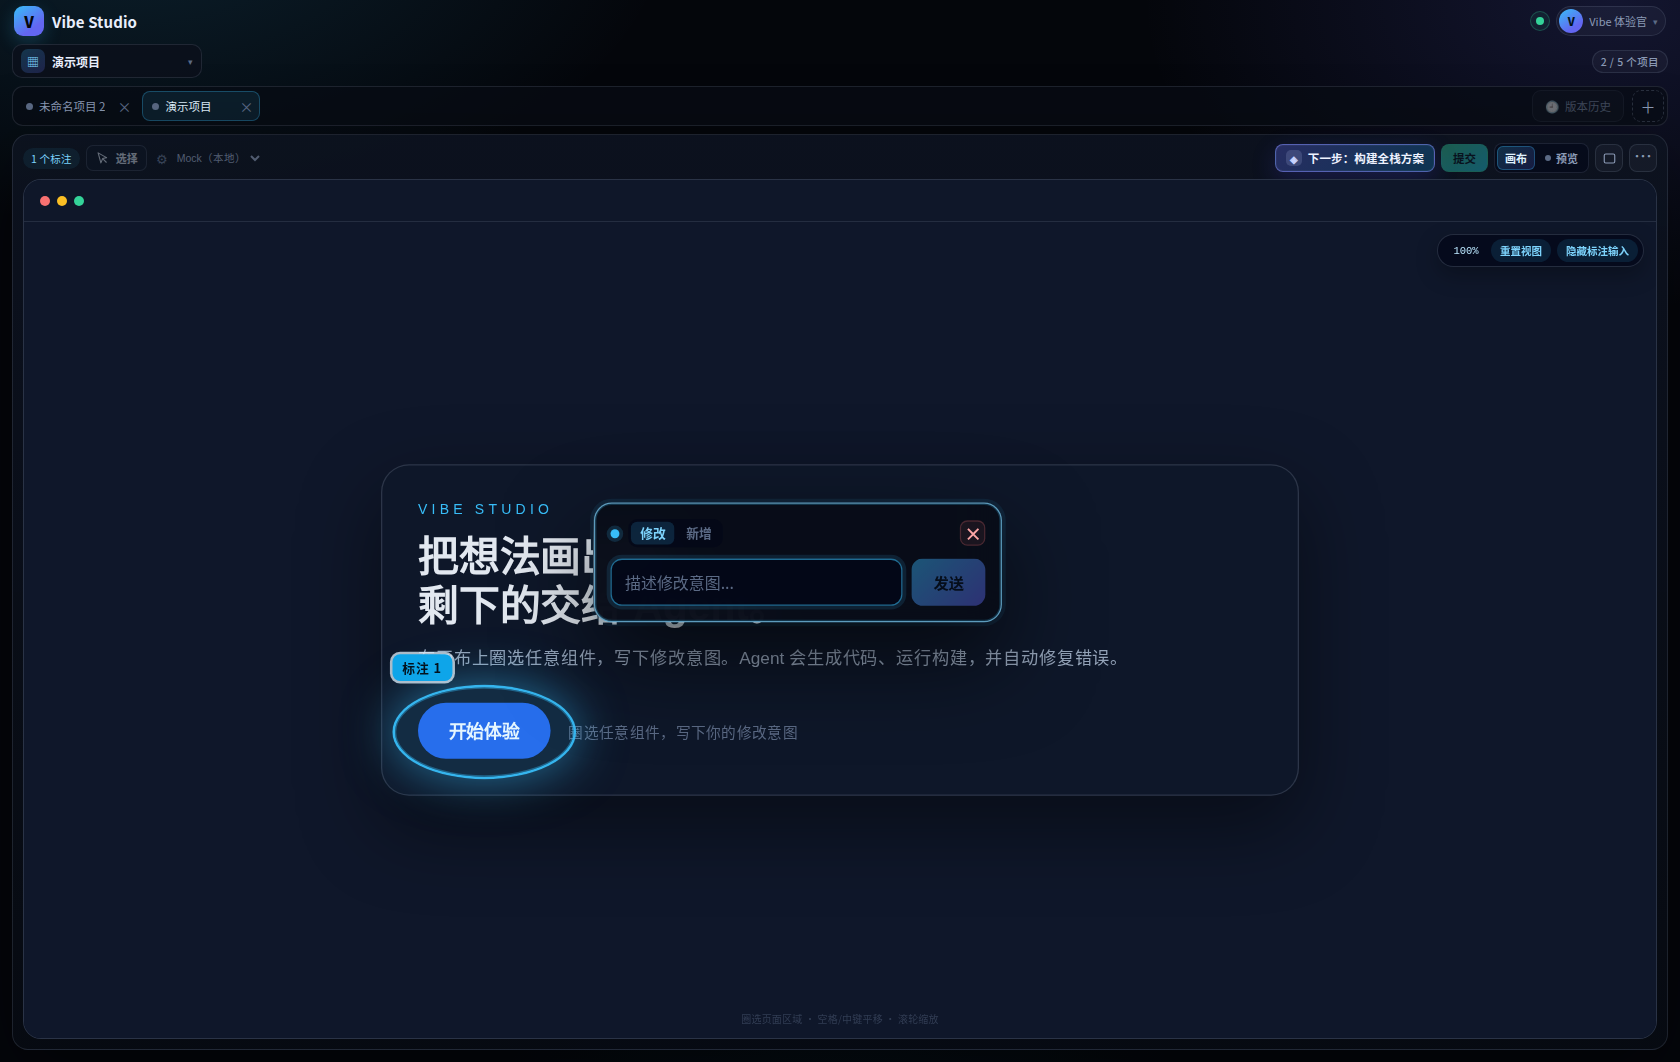 V Vibe Studio
V Vibe 体验官
演示项目
2 / 5 个项目
未命名项目 2
演示项目
版本历史
1 个标注
选择
Mock（本地）
下一步：构建全栈方案
提交
画布
预览
100%
重置视图
隐藏标注输入
VIBE STUDIO
修改
新增
把想法画
描述修改意图...
发送
剩下的交
标注 1
布上圈选任意组件，写下修改意图。Agent 会生成代码、运行构建，并自动修复错误。
开始体验
圈选任意组件，写下你的修改意图
圈选页面区域 • 空格/中键平移 • 滚轮缩放